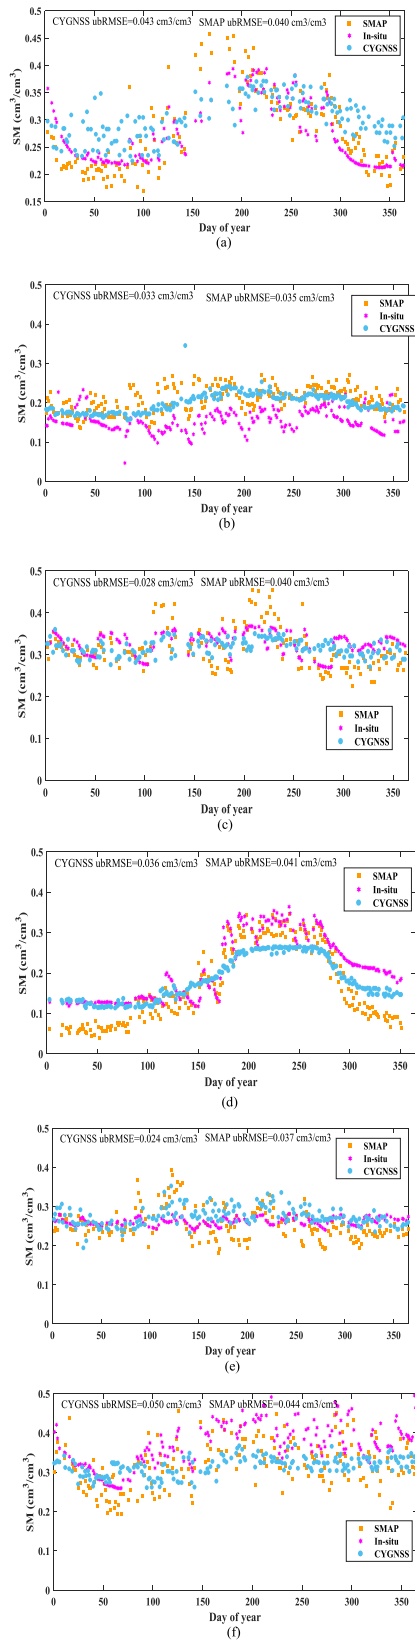 CYGNSS ubRMSE=0.043 cm3/cm3 SMAP ubRMSE=0.040 cm3/cm3
0.45
SMAP
In-situ
CYGNSS
0.4
0.35
0.3
0.25
0.2
0.15
SM (cm³/cm³)
0 50 100 150 200 250 300 350
Day of year
(a)
CYGNSS ubRMSE=0.033 cm3/cm3 SMAP ubRMSE=0.035 cm3/cm3
0.5
SMAP
In-situ
CYGNSS
0.4
0.3
0.2
0.1
0
SM (cm³/cm³)
0 50 100 150 200 250 300 350
Day of year
(b)
CYGNSS ubRMSE=0.028 cm3/cm3 SMAP ubRMSE=0.040 cm3/cm3
0.5
0.4
0.3
0.2
0.1
0
SM (cm³/cm³)
SMAP
In-situ
CYGNSS
0 50 100 150 200 250 300 350
Day of year
(c)
CYGNSS ubRMSE=0.036 cm3/cm3 SMAP ubRMSE=0.041 cm3/cm3
0.5
SMAP
In-situ
CYGNSS
0.4
0.3
0.2
0.1
0
SM (cm³/cm³)
0 50 100 150 200 250 300 350
Day of year
(d)
CYGNSS ubRMSE=0.024 cm3/cm3 SMAP ubRMSE=0.037 cm3/cm3
0.5
SMAP
In-situ
CYGNSS
0.4
0.3
0.2
0.1
0
SM (cm³/cm³)
0 50 100 150 200 250 300 350
Day of year
(e)
CYGNSS ubRMSE=0.050 cm3/cm3 SMAP ubRMSE=0.044 cm3/cm3
0.5
0.4
0.3
0.2
0.1
0
SM (cm³/cm³)
SMAP
In-situ
CYGNSS
0 50 100 150 200 250 300 350
Day of year
(f)